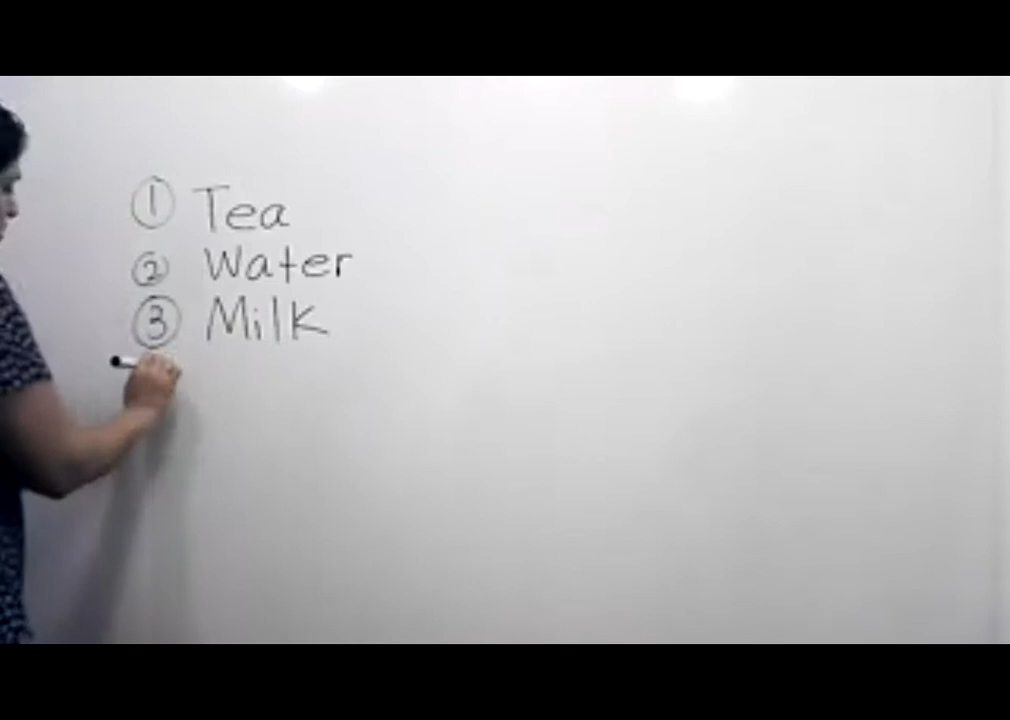 ① Tea
② Water
③ Milk